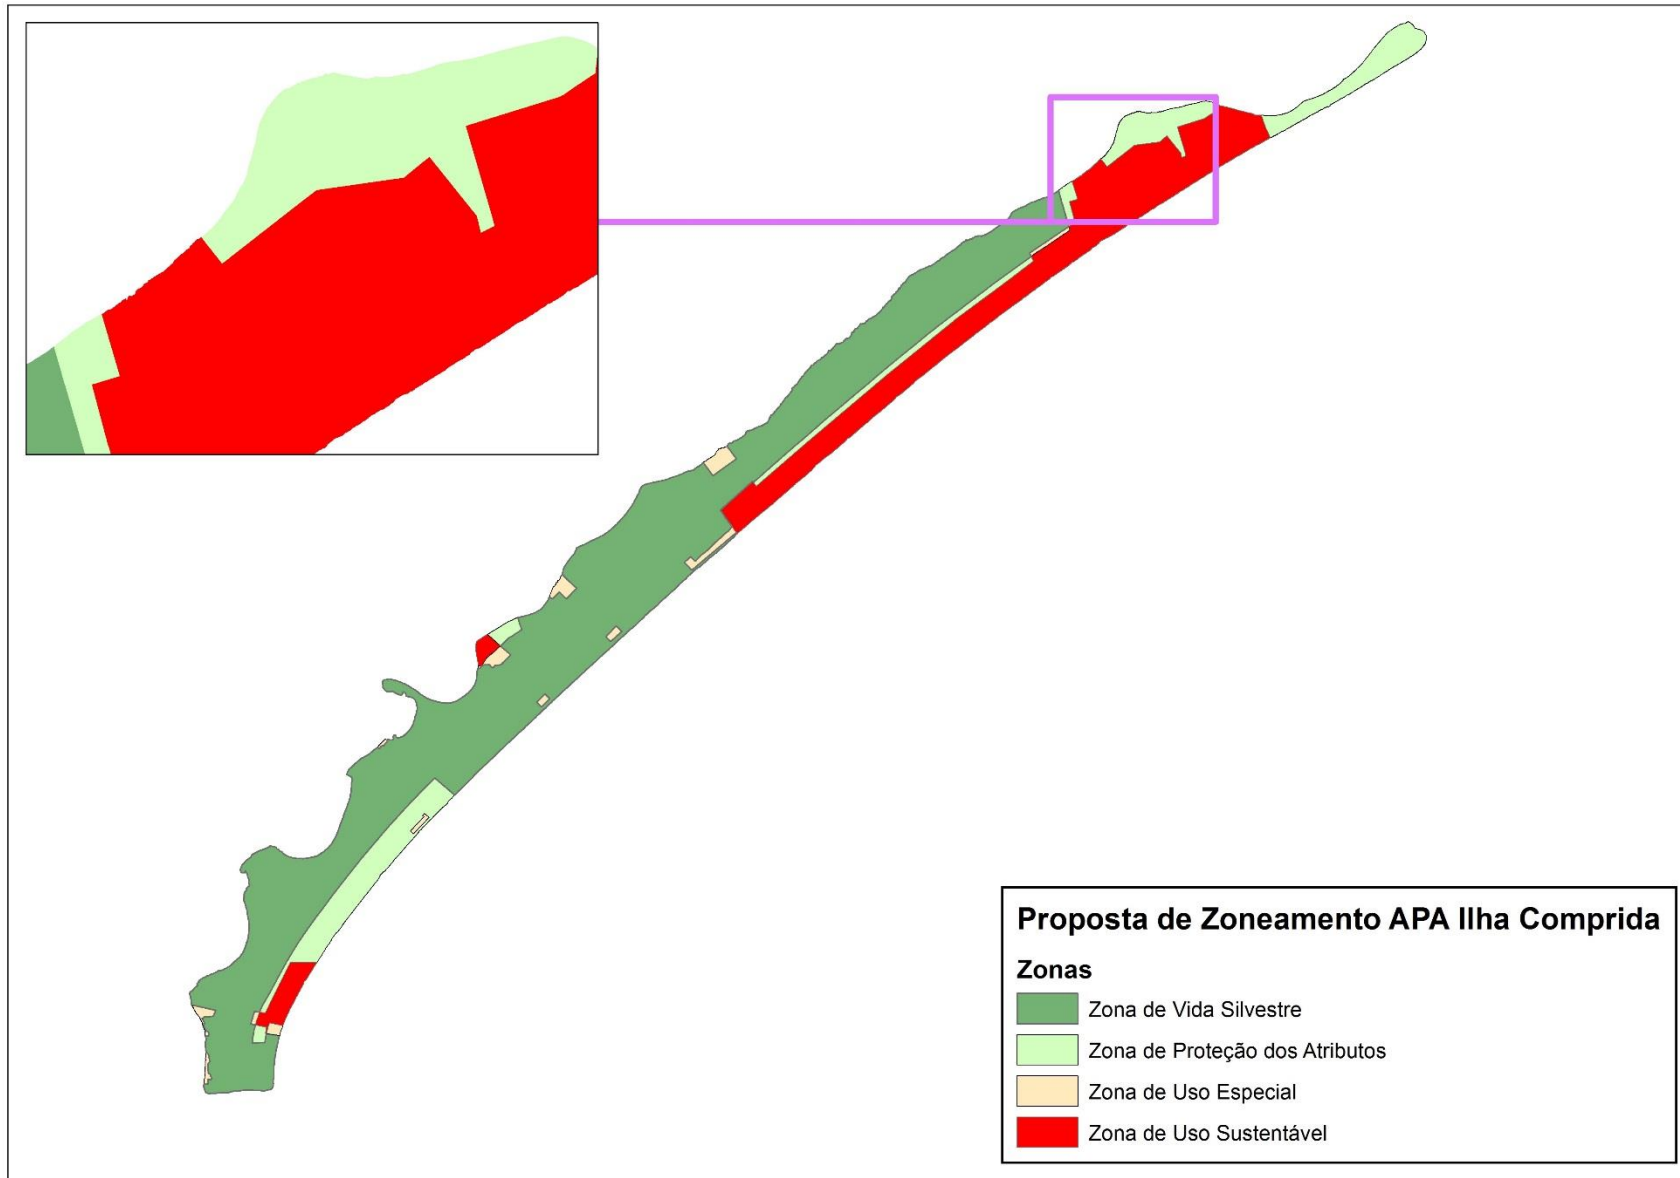 Proposta de Zoneamento APA Ilha Comprida
Zonas
Zona de Vida Silvestre
Zona de Proteção dos Atributos
Zona de Uso Especial
Zona de Uso Sustentável